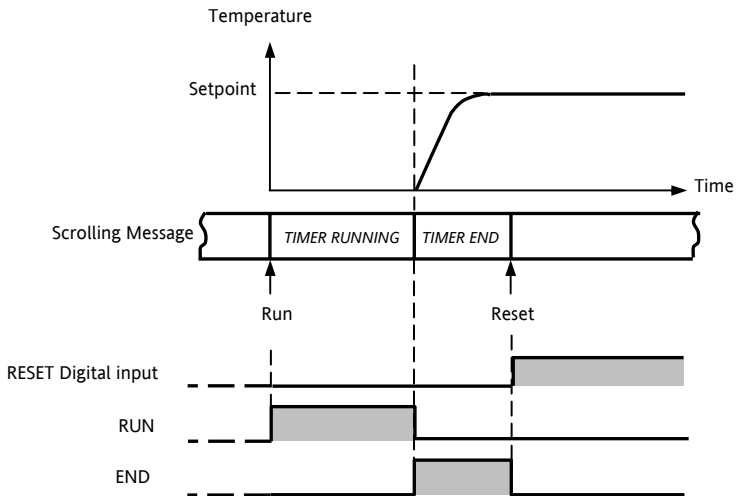 Temperature
Setpoint
Time
Scrolling Message
TIMER RUNNING
TIMER END
Run
Reset
RESET Digital input
RUN
END